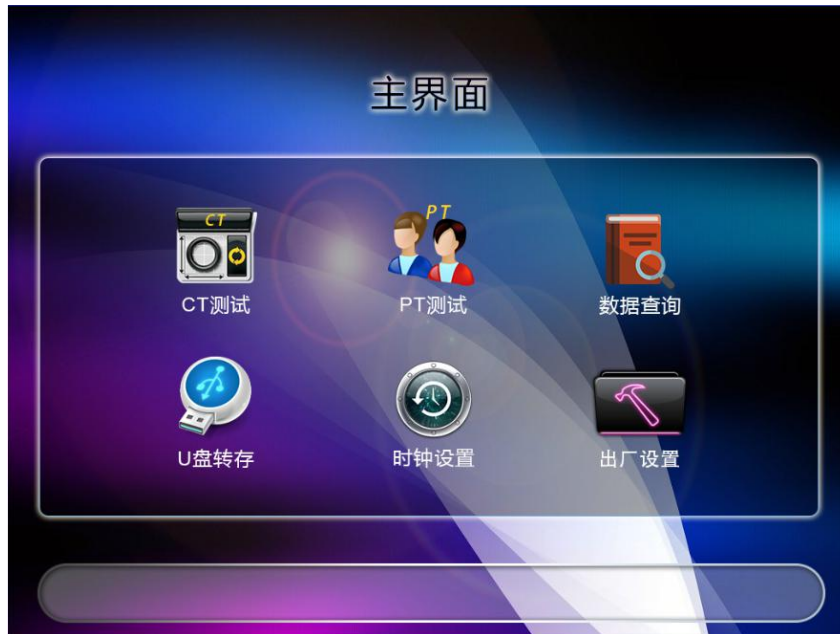 主界面
CT
PT
CT测试
PT测试
数据查询
U盘转存
时钟设置
出厂设置